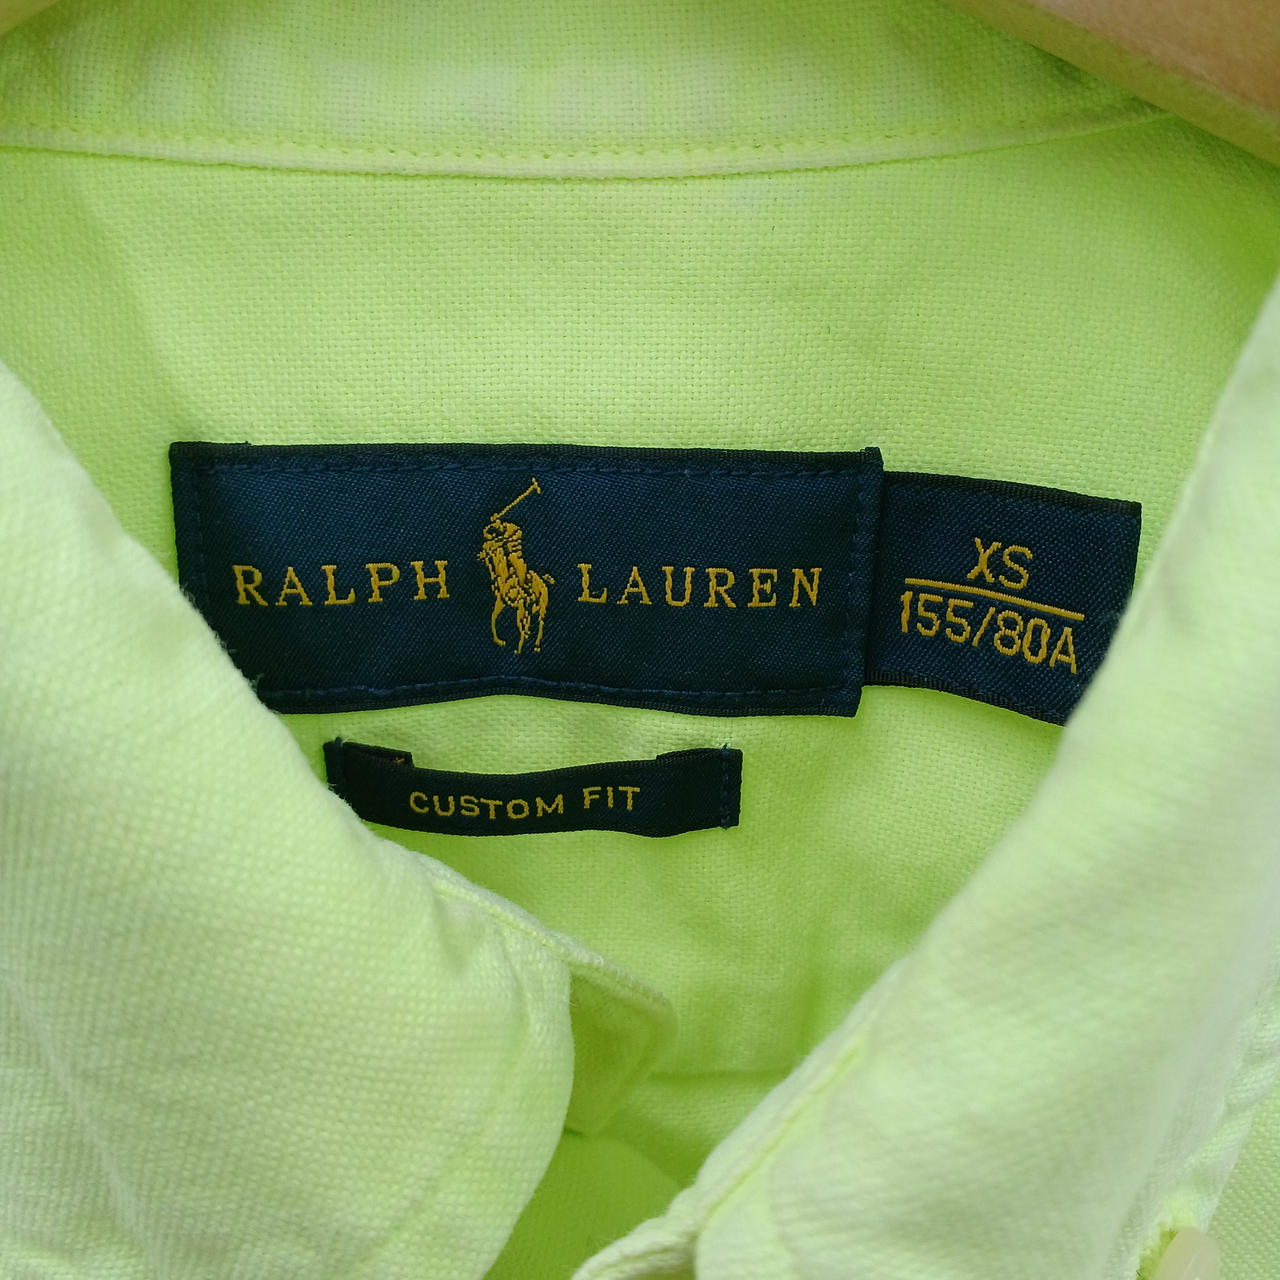 RALPH LAUREN
XS
155/80A
CUSTOM FIT